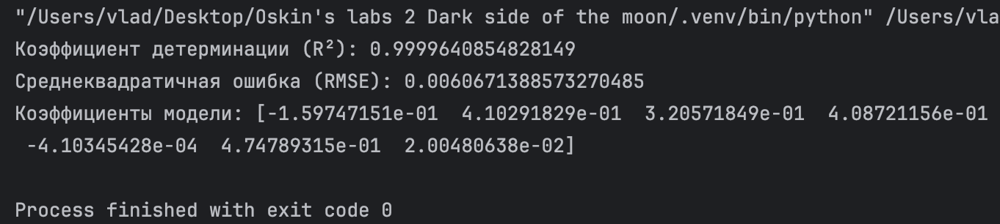 "/Users/vlad/Desktop/Oskin's labs 2 Dark side of the moon/.venv/bin/python" /Users/vla
Коэффициент детерминации (R²): 0.9999640854828149
Среднеквадратичная ошибка (RMSE): 0.0060671388573270485
Коэффициенты модели: [-1.59747151e-01  4.10291829e-01  3.20571849e-01  4.08721156e-01
 -4.10345428e-04  4.74789315e-01  2.00480638e-02]
Process finished with exit code 0